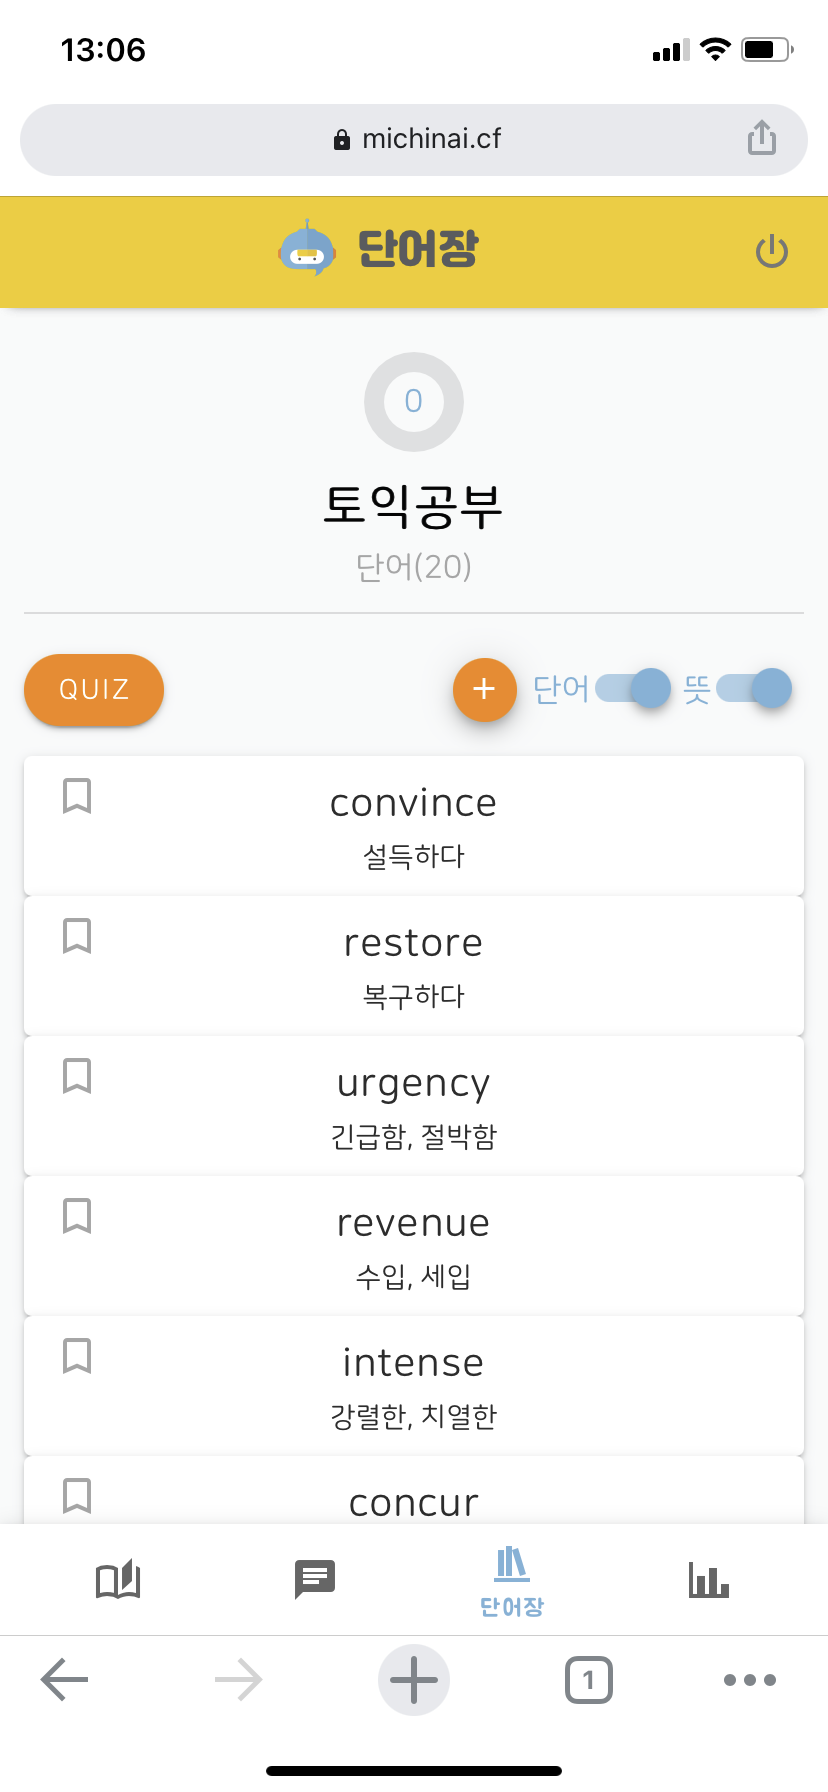 13:06
michinai.cf
단어장
0
토익공부
단어(20)
QUIZ
+ 단어 뜻
convince
설득하다
restore
복구하다
urgency
긴급함, 절박함
revenue
수입, 세입
intense
강렬한, 치열한
concur
단어장
1